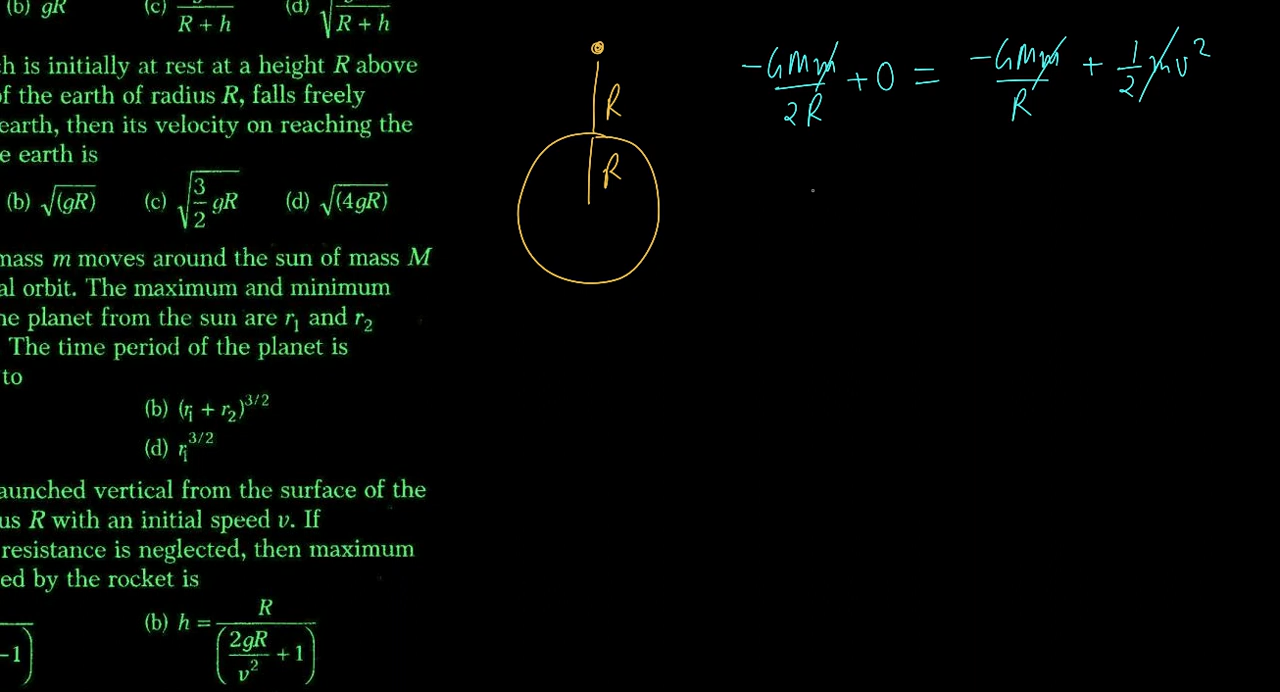 (b) gR (c) g/(R + h) (d) √(g/(R + h))
h is initially at rest at a height R above
f the earth of radius R, falls freely
earth, then its velocity on reaching the
e earth is
(b) √(gR) (c) √(3/2 gR) (d) √(4gR)
mass m moves around the sun of mass M
al orbit. The maximum and minimum
he planet from the sun are r₁ and r₂
The time period of the planet is
to
(b) (r₁ + r₂)^3/2
(d) r₁^3/2
aunched vertical from the surface of the
us R with an initial speed v. If
resistance is neglected, then maximum
ed by the rocket is
−1) (b) h = R/(2gR/v² + 1)
R
R
-GMm/2R + 0 = -GMm/R + 1/2 mv²